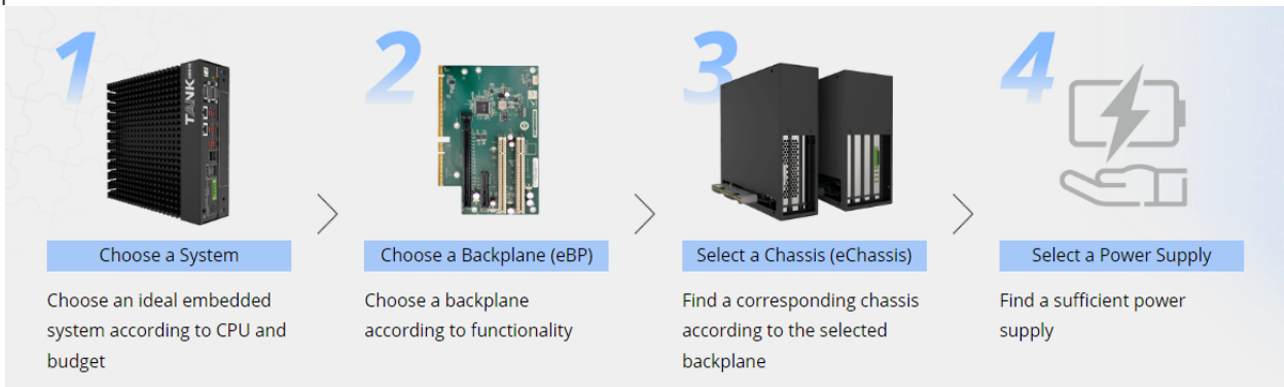 1
TANK
Choose a System
Choose an ideal embedded
system according to CPU and
budget
2
Choose a Backplane (eBP)
Choose a backplane
according to functionality
3
Select a Chassis (eChassis)
Find a corresponding chassis
according to the selected
backplane
4
Select a Power Supply
Find a sufficient power
supply